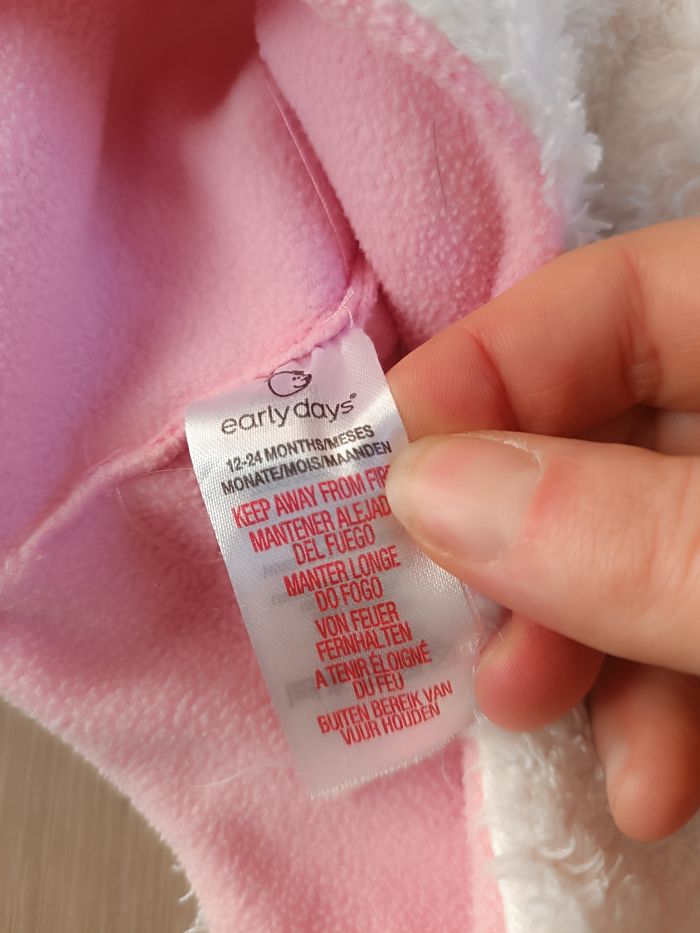 early days®
12-24 MONTHS/MESES
MONATE/MOIS/MAANDEN
KEEP AWAY FROM
MANTENER
DEL FUEGO
MANTER LONGE
DO FOGO
VON FEUER
FERNHALTEN
A TENIR ÉLOIGNÉ
DU FEU
BUITEN BEREIK VAN
VUUR HOUDEN